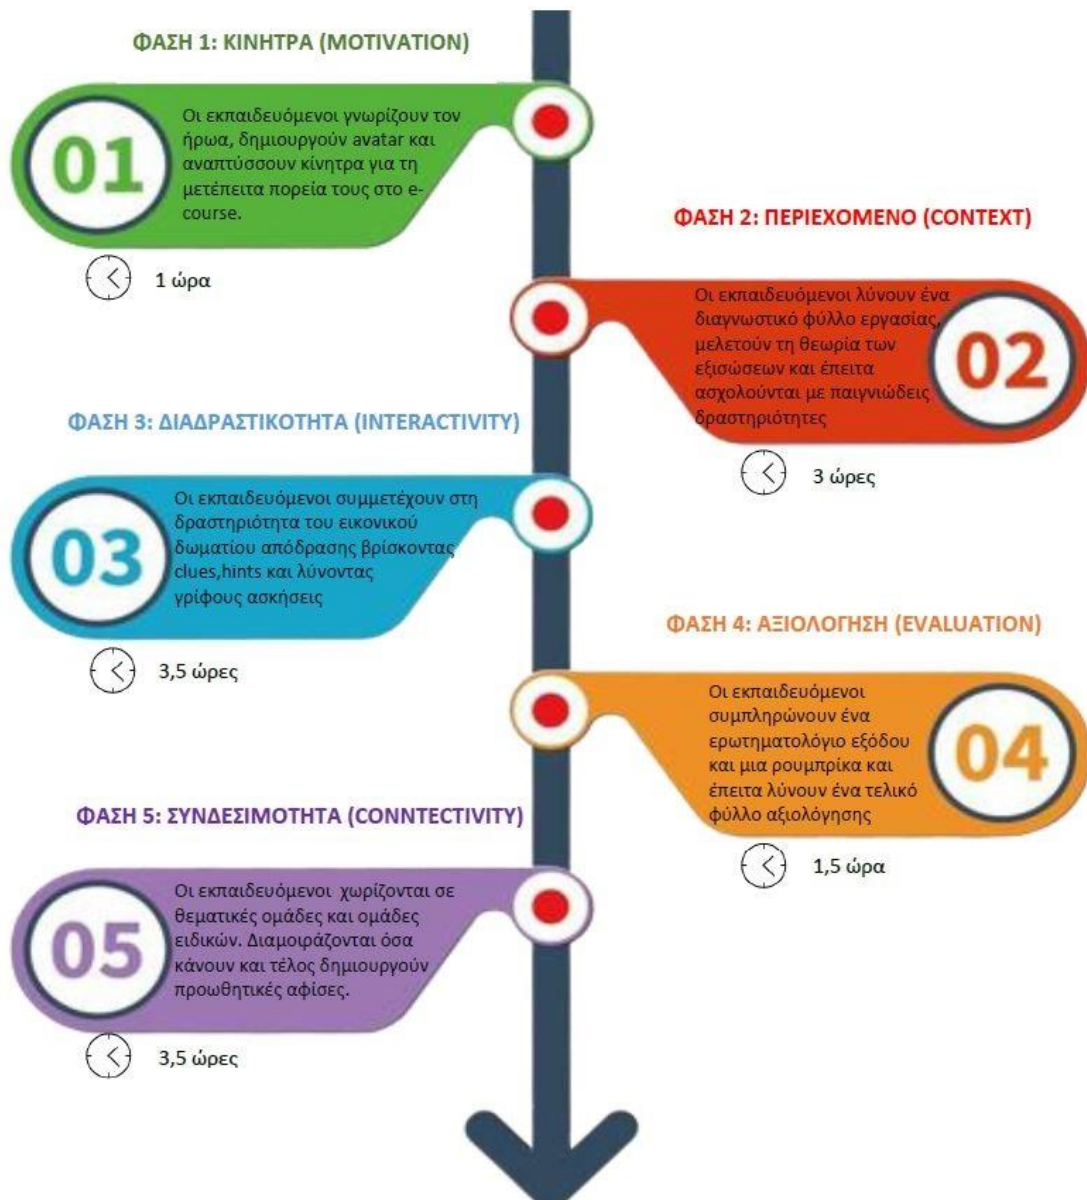 ΦΑΣΗ 1: ΚΙΝΗΤΡΑ (MOTIVATION)
01
Οι εκπαιδευόμενοι γνωρίζουν τον
ήρωα, δημιουργούν avatar και
αναπτύσσουν κίνητρα για τη
μετέπειτα πορεία τους στο e-
course.
1 ώρα
ΦΑΣΗ 2: ΠΕΡΙΕΧΟΜΕΝΟ (CONTEXT)
Οι εκπαιδευόμενοι λύνουν ένα
διαγνωστικό φύλλο εργασίας,
μελετούν τη θεωρία των
εξισώσεων και έπειτα
ασχολούνται με παιγνιώδεις
δραστηριότητες
02
3 ώρες
ΦΑΣΗ 3: ΔΙΑΔΡΑΣΤΙΚΟΤΗΤΑ (INTERACTIVITY)
03
Οι εκπαιδευόμενοι συμμετέχουν στη
δραστηριότητα του εικονικού
δωματίου απόδρασης βρίσκοντας
clues,hints και λύνοντας
γρίφους ασκήσεις
3,5 ώρες
ΦΑΣΗ 4: ΑΞΙΟΛΟΓΗΣΗ (EVALUATION)
Οι εκπαιδευόμενοι
συμπληρώνουν ένα
ερωτηματολόγιο εξόδου
και μια ρουμπρίκα και
έπειτα λύνουν ένα τελικό
φύλλο αξιολόγησης
04
1,5 ώρα
ΦΑΣΗ 5: ΣΥΝΔΕΣΙΜΟΤΗΤΑ (CONNTECTIVITY)
05
Οι εκπαιδευόμενοι χωρίζονται σε
θεματικές ομάδες και ομάδες
ειδικών. Διαμοιράζονται όσα
κάνουν και τέλος δημιουργούν
προωθητικές αφίσες.
3,5 ώρες